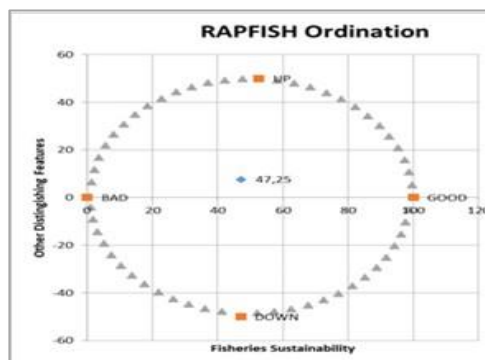 RAPFISH Ordination
60
UP
40
20
47,25
0
BAD
GOOD
0 20 40 60 80 100 120
-20
-40
DOWN
-60
Other Distingishing Features
Fisheries Sustainability